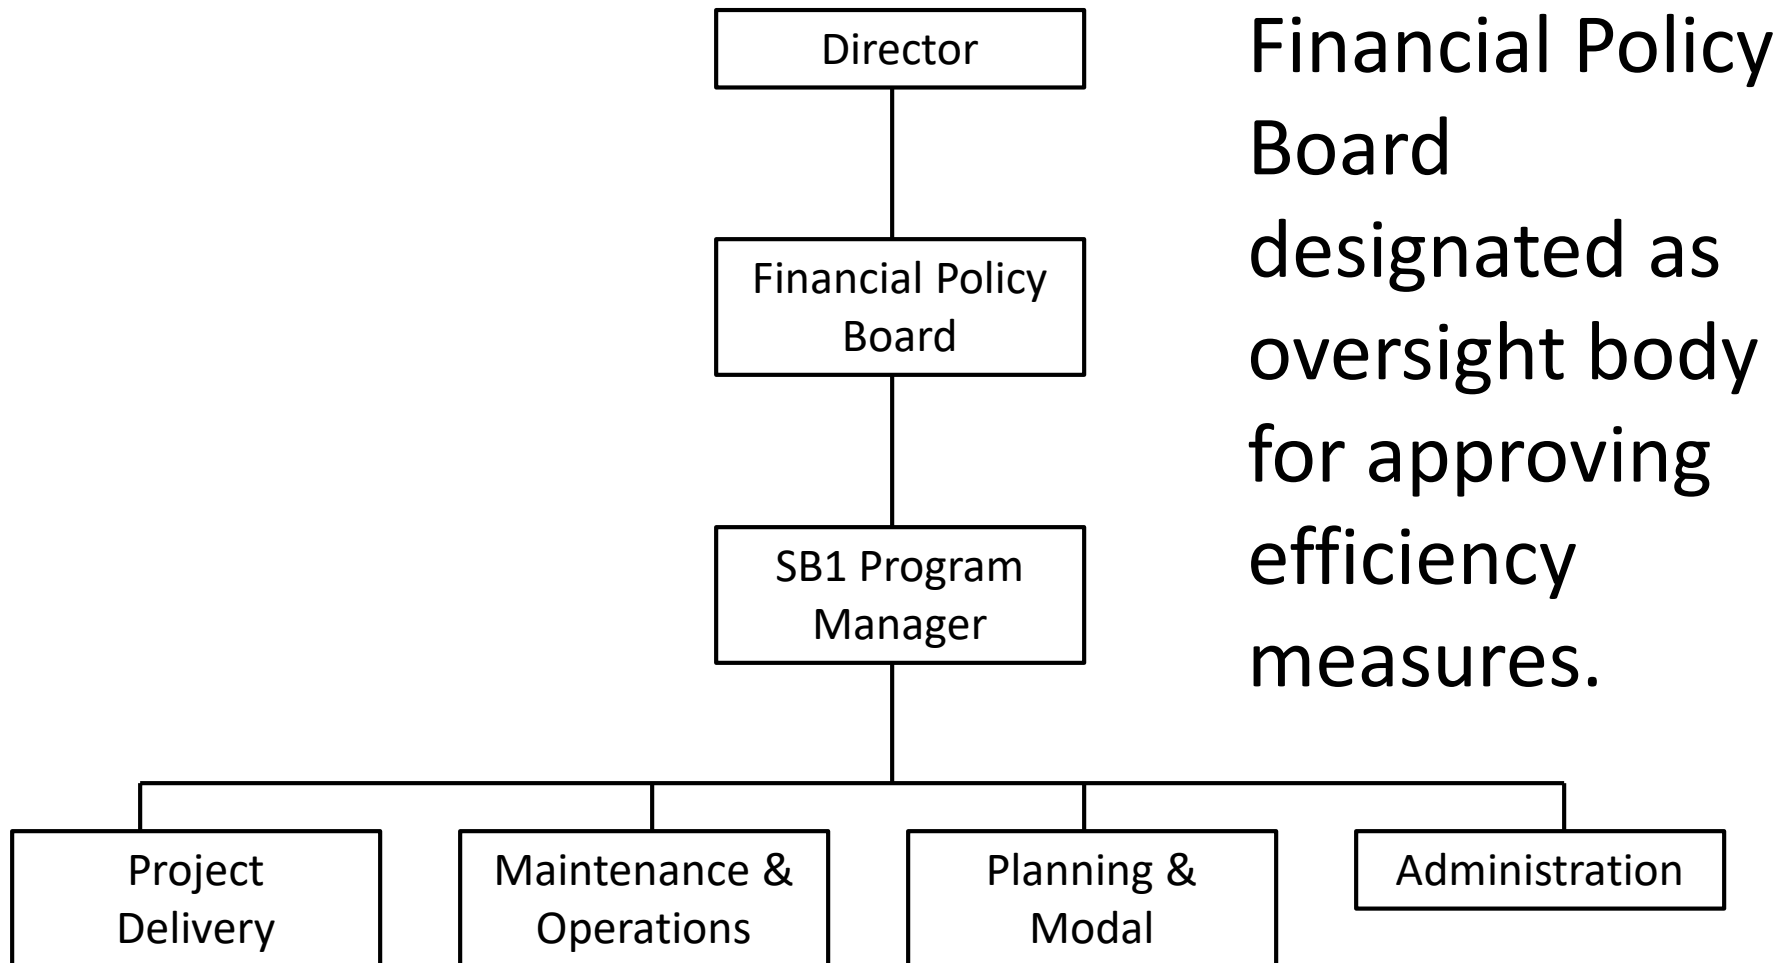 Director
Financial Policy
Board
SB1 Program
Manager
Project
Delivery
Maintenance &
Operations
Planning &
Modal
Administration
Financial Policy
Board
designated as
oversight body
for approving
efficiency
measures.